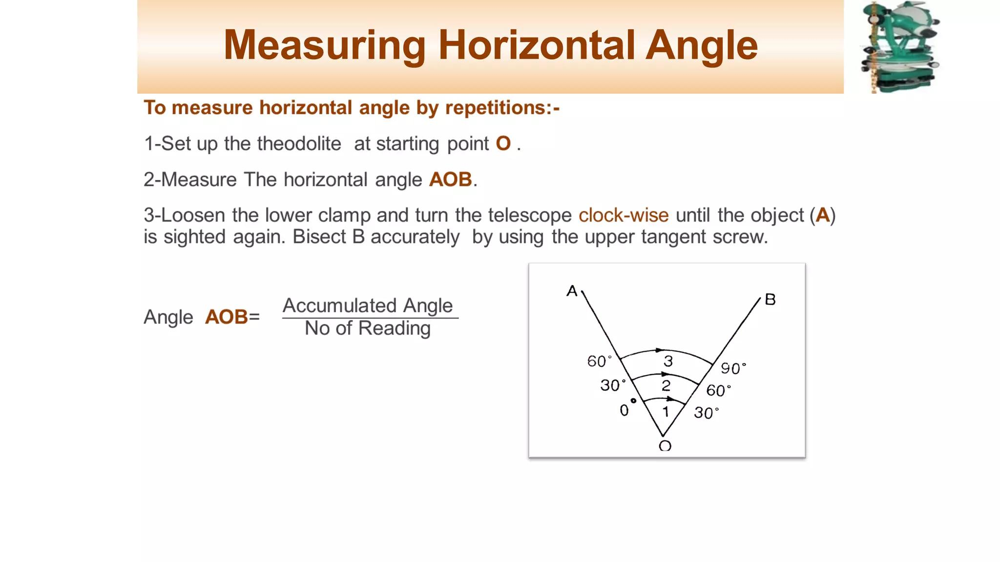 Measuring Horizontal Angle
To measure horizontal angle by repetitions:-
1-Set up the theodolite at starting point O .
2-Measure The horizontal angle AOB.
3-Loosen the lower clamp and turn the telescope clock-wise until the object (A)
is sighted again. Bisect B accurately by using the upper tangent screw.
Angle AOB=
Accumulated Angle
No of Reading
A
B
60° 3 90°
30° 2 60°
0° 1 30°
O